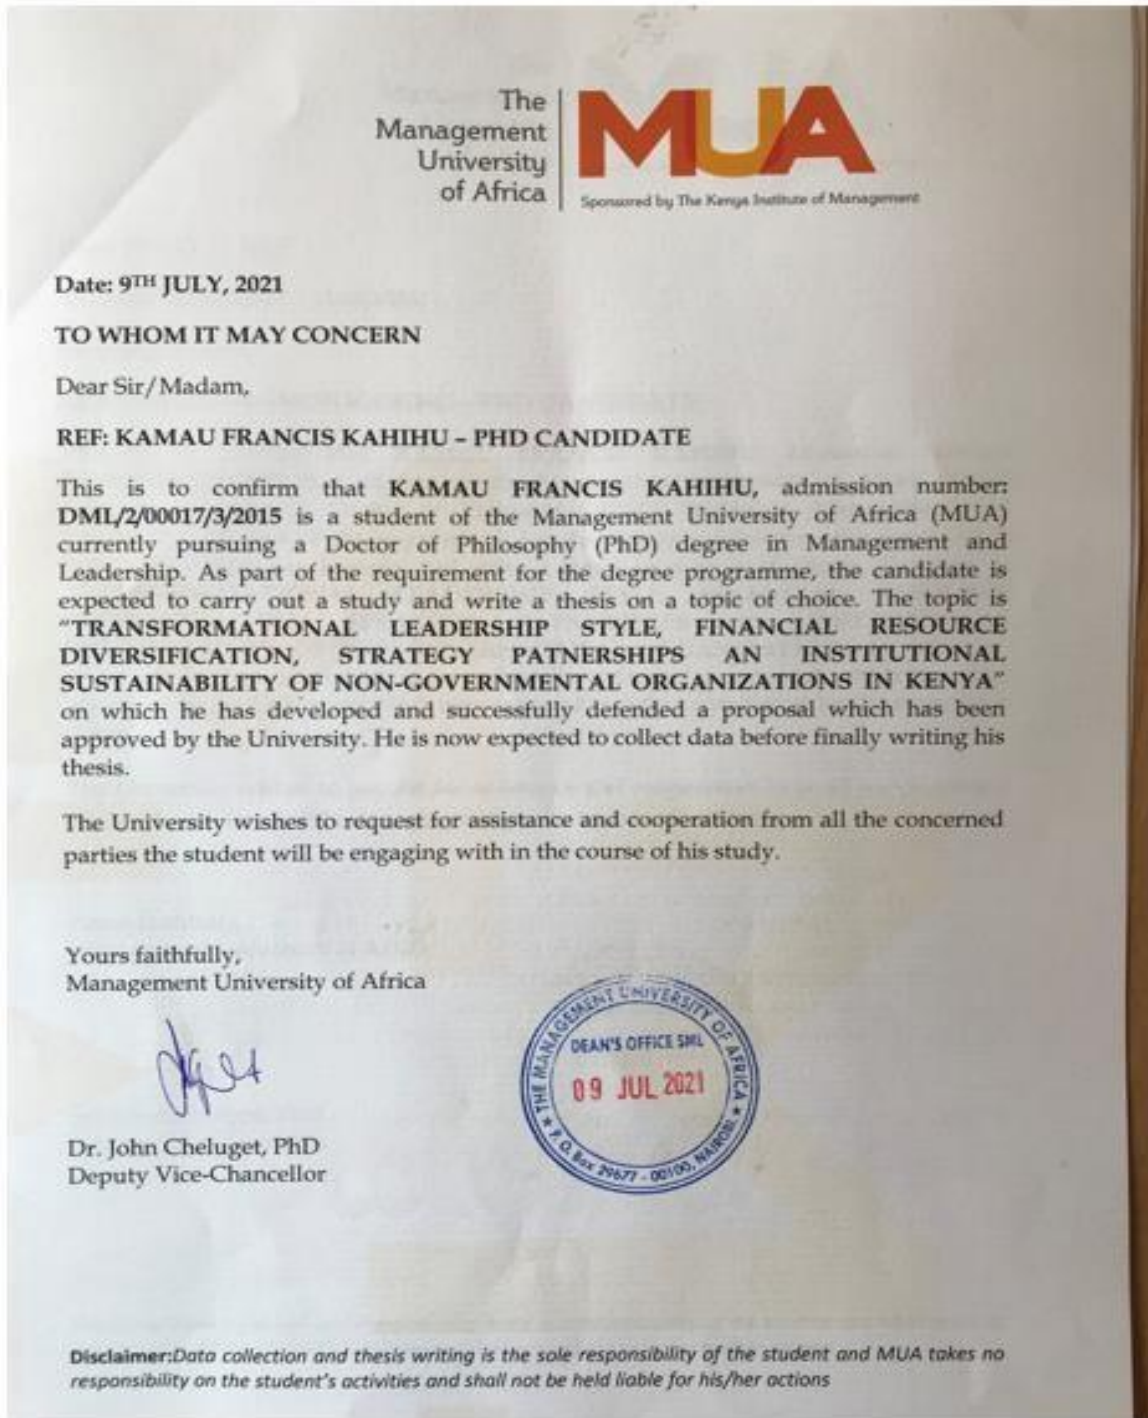 The
Management
University
of Africa
MUA
Sponsored by The Kenya Institute of Management
Date: 9TH JULY, 2021
TO WHOM IT MAY CONCERN
Dear Sir/Madam,
REF: KAMAU FRANCIS KAHIHU – PHD CANDIDATE
This is to confirm that KAMAU FRANCIS KAHIHU, admission number:
DML/2/00017/3/2015 is a student of the Management University of Africa (MUA)
currently pursuing a Doctor of Philosophy (PhD) degree in Management and
Leadership. As part of the requirement for the degree programme, the candidate is
expected to carry out a study and write a thesis on a topic of choice. The topic is
"TRANSFORMATIONAL LEADERSHIP STYLE, FINANCIAL RESOURCE
DIVERSIFICATION, STRATEGY PATNERSHIPS AN INSTITUTIONAL
SUSTAINABILITY OF NON-GOVERNMENTAL ORGANIZATIONS IN KENYA"
on which he has developed and successfully defended a proposal which has been
approved by the University. He is now expected to collect data before finally writing his
thesis.
The University wishes to request for assistance and cooperation from all the concerned
parties the student will be engaging with in the course of his study.
Yours faithfully,
Management University of Africa
THE MANAGEMENT UNIVERSITY OF AFRICA
DEAN'S OFFICE SML
09 JUL 2021
P. O. Box 29677 - 00100, NAIROBI.
Dr. John Cheluget, PhD
Deputy Vice-Chancellor
Disclaimer:Data collection and thesis writing is the sole responsibility of the student and MUA takes no
responsibility on the student's activities and shall not be held liable for his/her actions